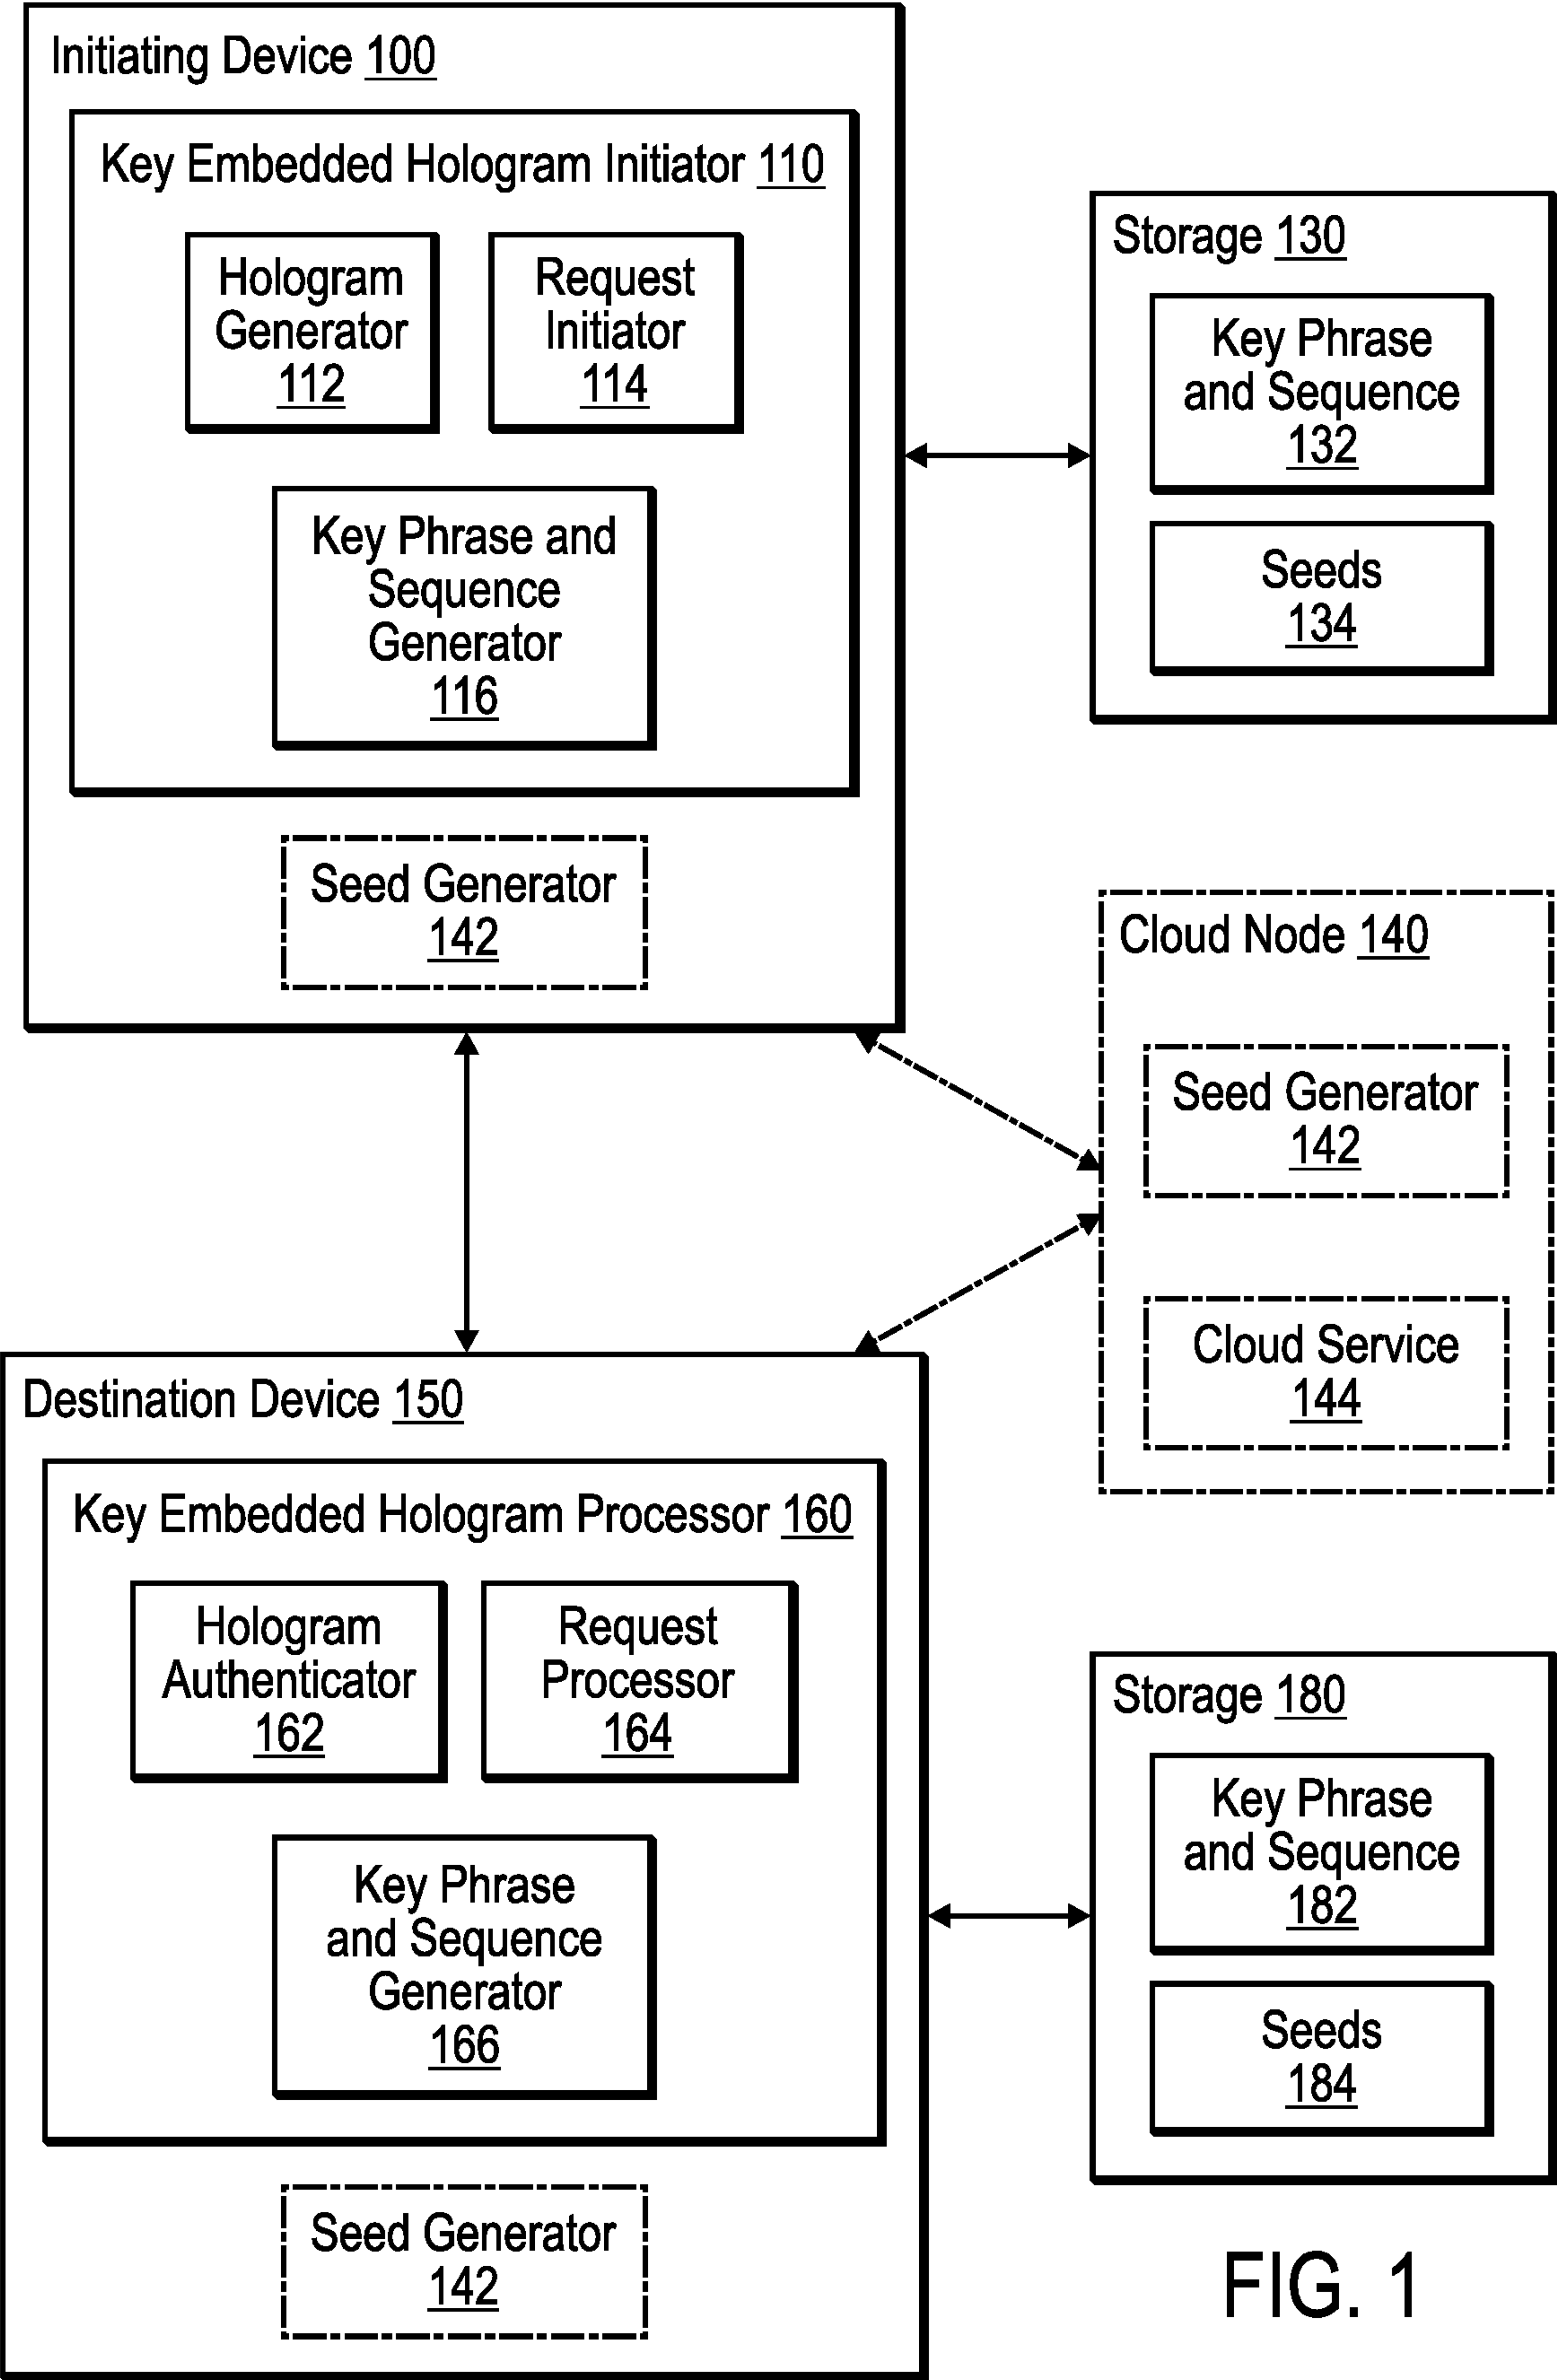 Initiating Device 100
Key Embedded Hologram Initiator 110
Hologram
Generator
112
Request
Initiator
114
Key Phrase and
Sequence
Generator
116
Seed Generator
142
Storage 130
Key Phrase
and Sequence
132
Seeds
134
Cloud Node 140
Seed Generator
142
Cloud Service
144
Destination Device 150
Key Embedded Hologram Processor 160
Hologram
Authenticator
162
Request
Processor
164
Key Phrase
and Sequence
Generator
166
Seed Generator
142
Storage 180
Key Phrase
and Sequence
182
Seeds
184
FIG. 1